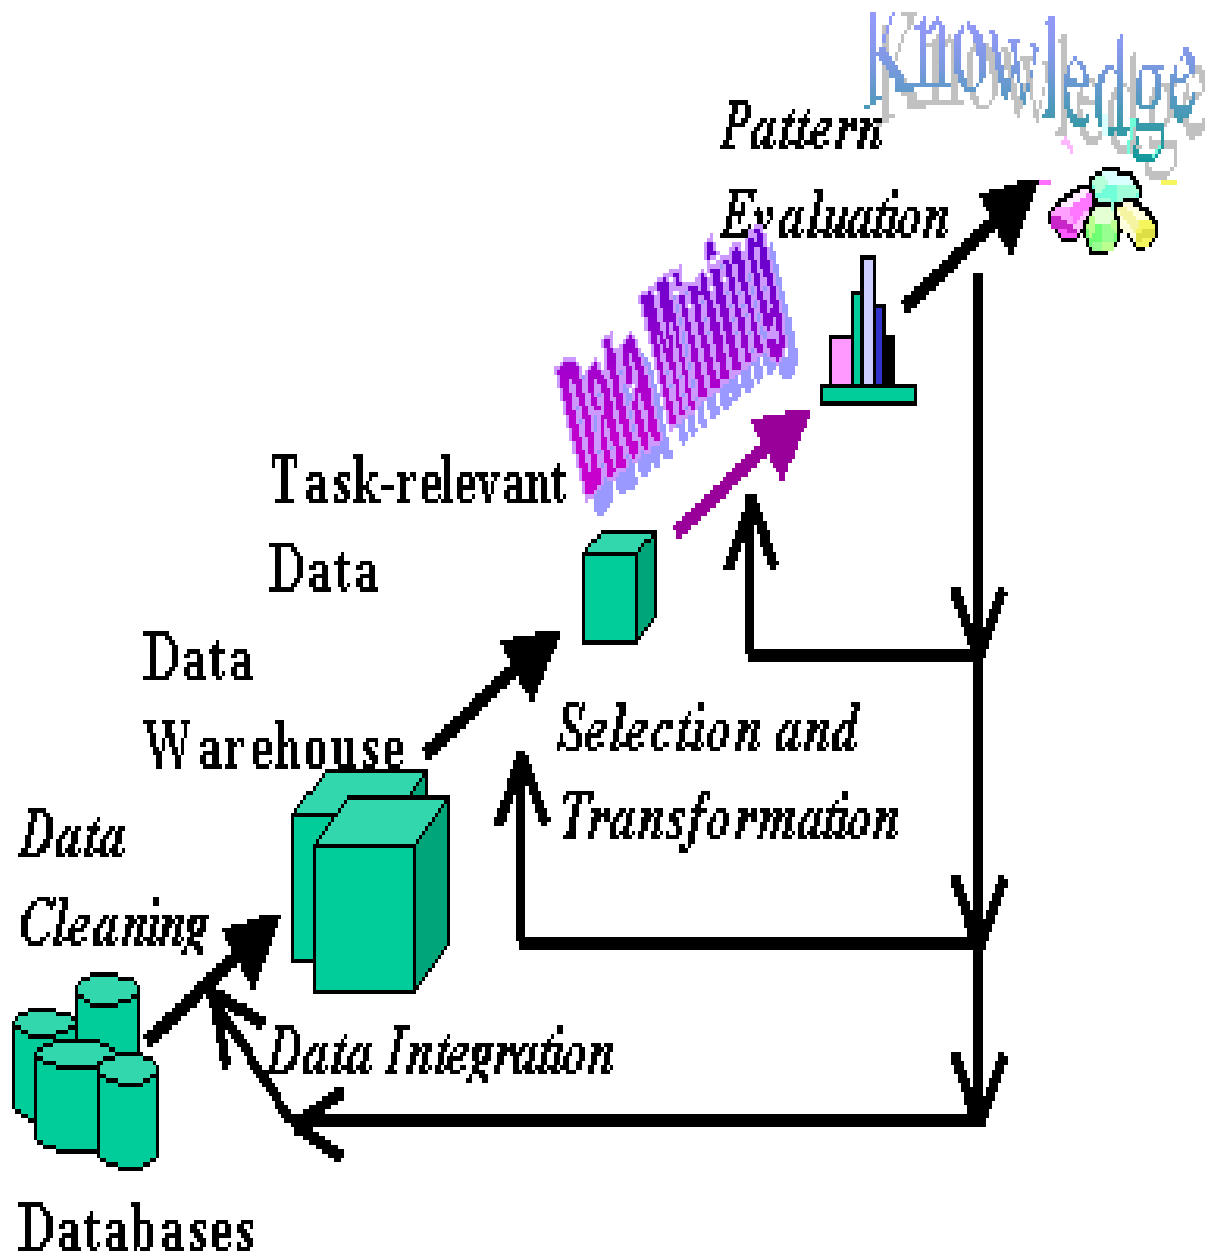 Knowledge
Pattern
Evaluation
Data Mining
Task-relevant
Data
Data
Warehouse
Selection and
Transformation
Data
Cleaning
Data Integration
Databases